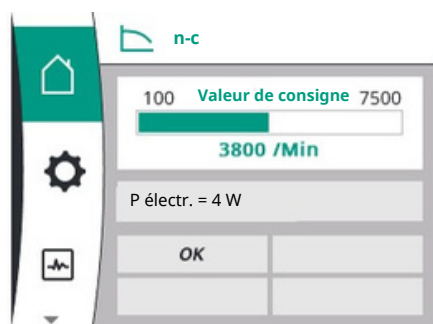 n-c
100 Valeur de consigne 7500
3800 /Min
P électr. = 4 W
OK